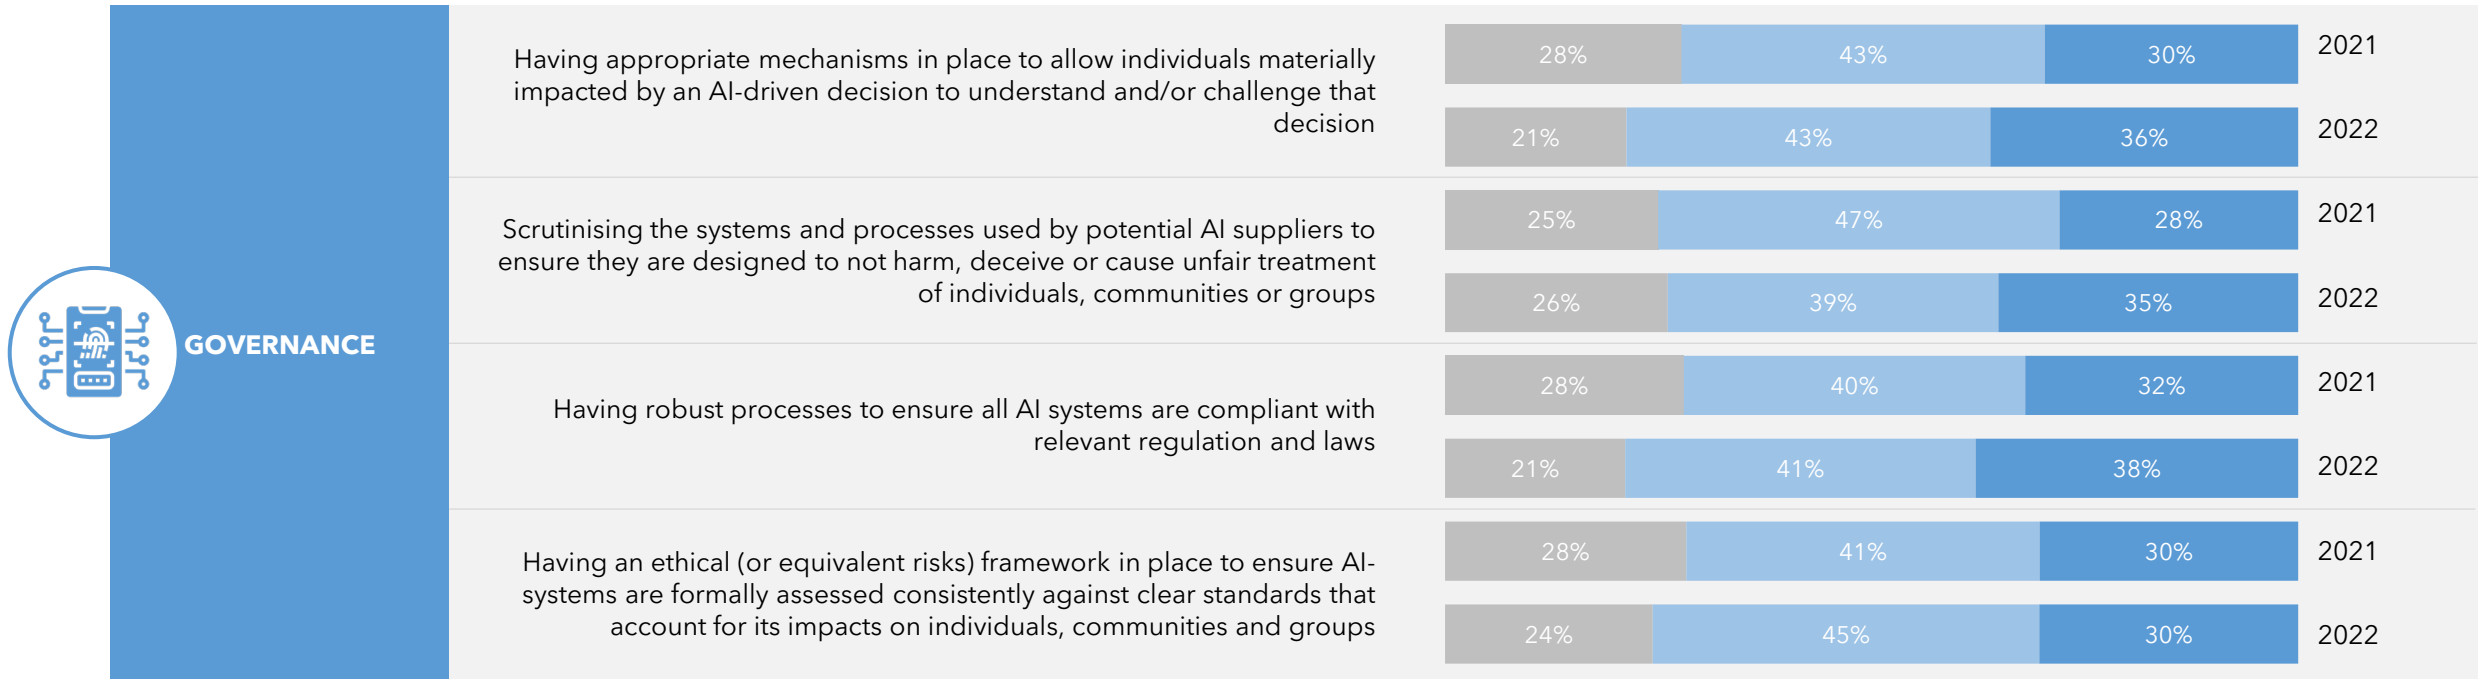 GOVERNANCE
Having appropriate mechanisms in place to allow individuals materially
impacted by an AI-driven decision to understand and/or challenge that
decision
28% 43% 30% 2021
21% 43% 36% 2022
Scrutinising the systems and processes used by potential AI suppliers to
ensure they are designed to not harm, deceive or cause unfair treatment
of individuals, communities or groups
25% 47% 28% 2021
26% 39% 35% 2022
Having robust processes to ensure all AI systems are compliant with
relevant regulation and laws
28% 40% 32% 2021
21% 41% 38% 2022
Having an ethical (or equivalent risks) framework in place to ensure AI-
systems are formally assessed consistently against clear standards that
account for its impacts on individuals, communities and groups
28% 41% 30% 2021
24% 45% 30% 2022